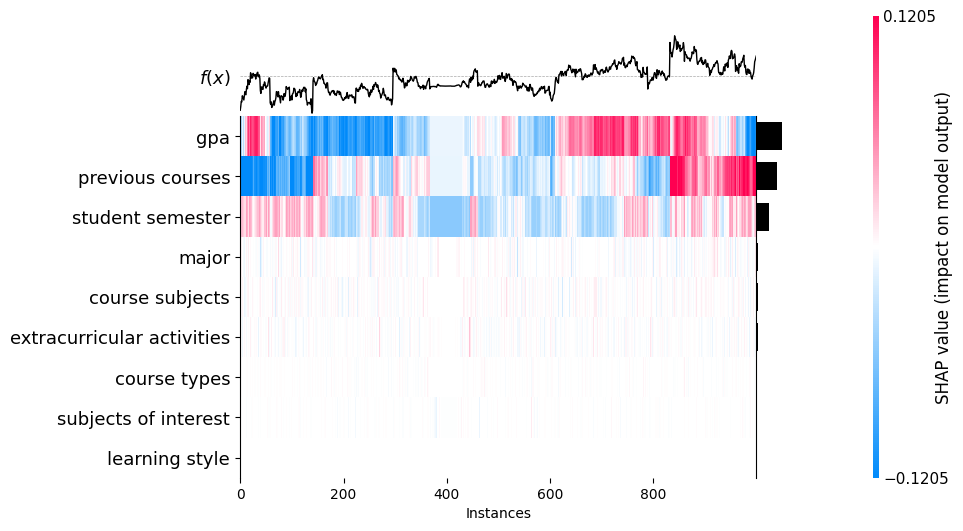 0.1205
f(x)
gpa
previous courses
student semester
major
course subjects
extracurricular activities
course types
subjects of interest
learning style
0 200 400 600 800
Instances
SHAP value (impact on model output)
−0.1205